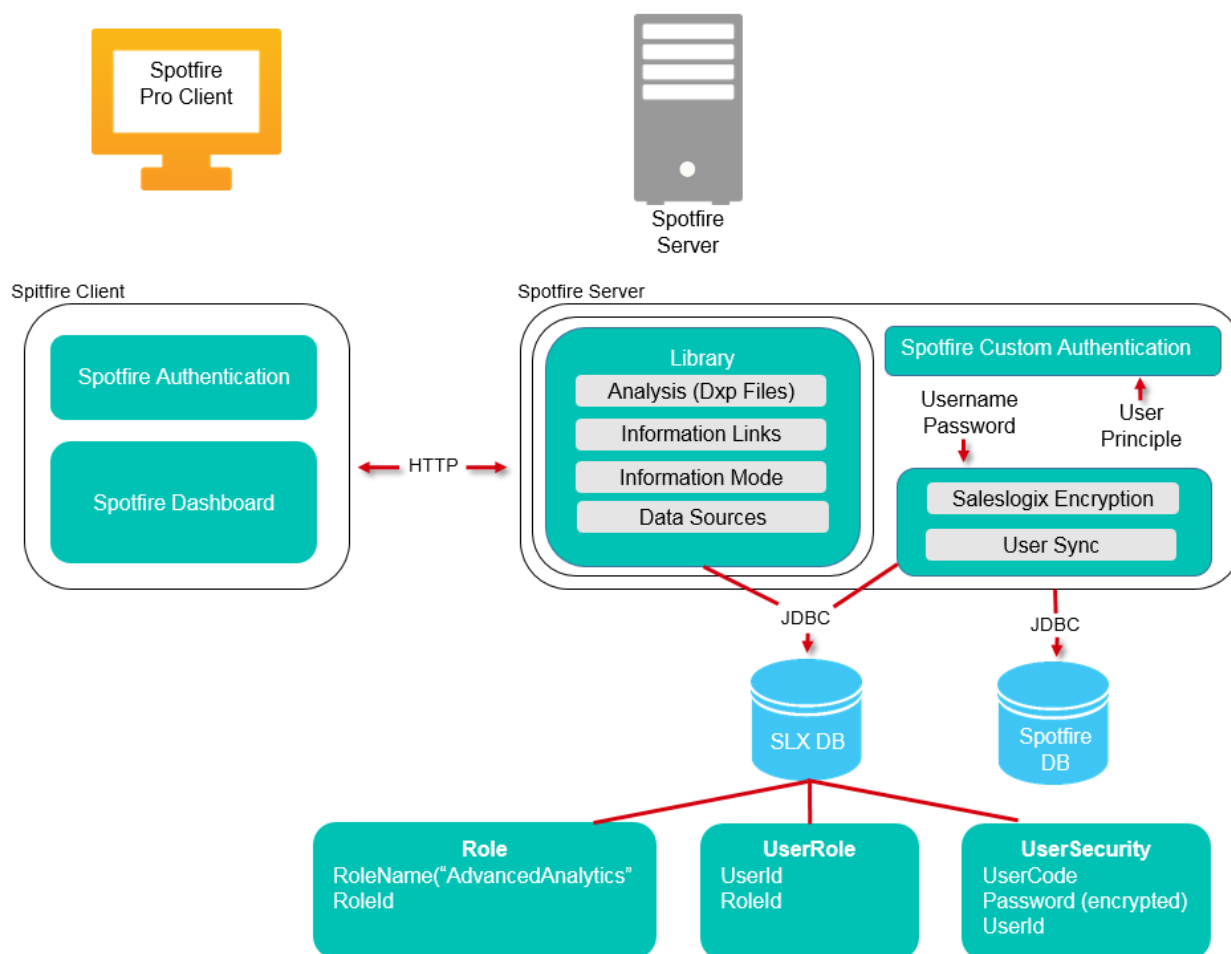 Spotfire
Pro Client
Spotfire
Server
Spitfire Client
Spotfire Server
Spotfire Authentication
Spotfire Dashboard
HTTP
Library
Analysis (Dxp Files)
Information Links
Information Mode
Data Sources
Spotfire Custom Authentication
Username
Password
User
Principle
Saleslogix Encryption
User Sync
JDBC
JDBC
SLX DB
Spotfire
DB
Role
RoleName(“AdvancedAnalytics”
RoleId
UserRole
UserId
RoleId
UserSecurity
UserCode
Password (encrypted)
UserId